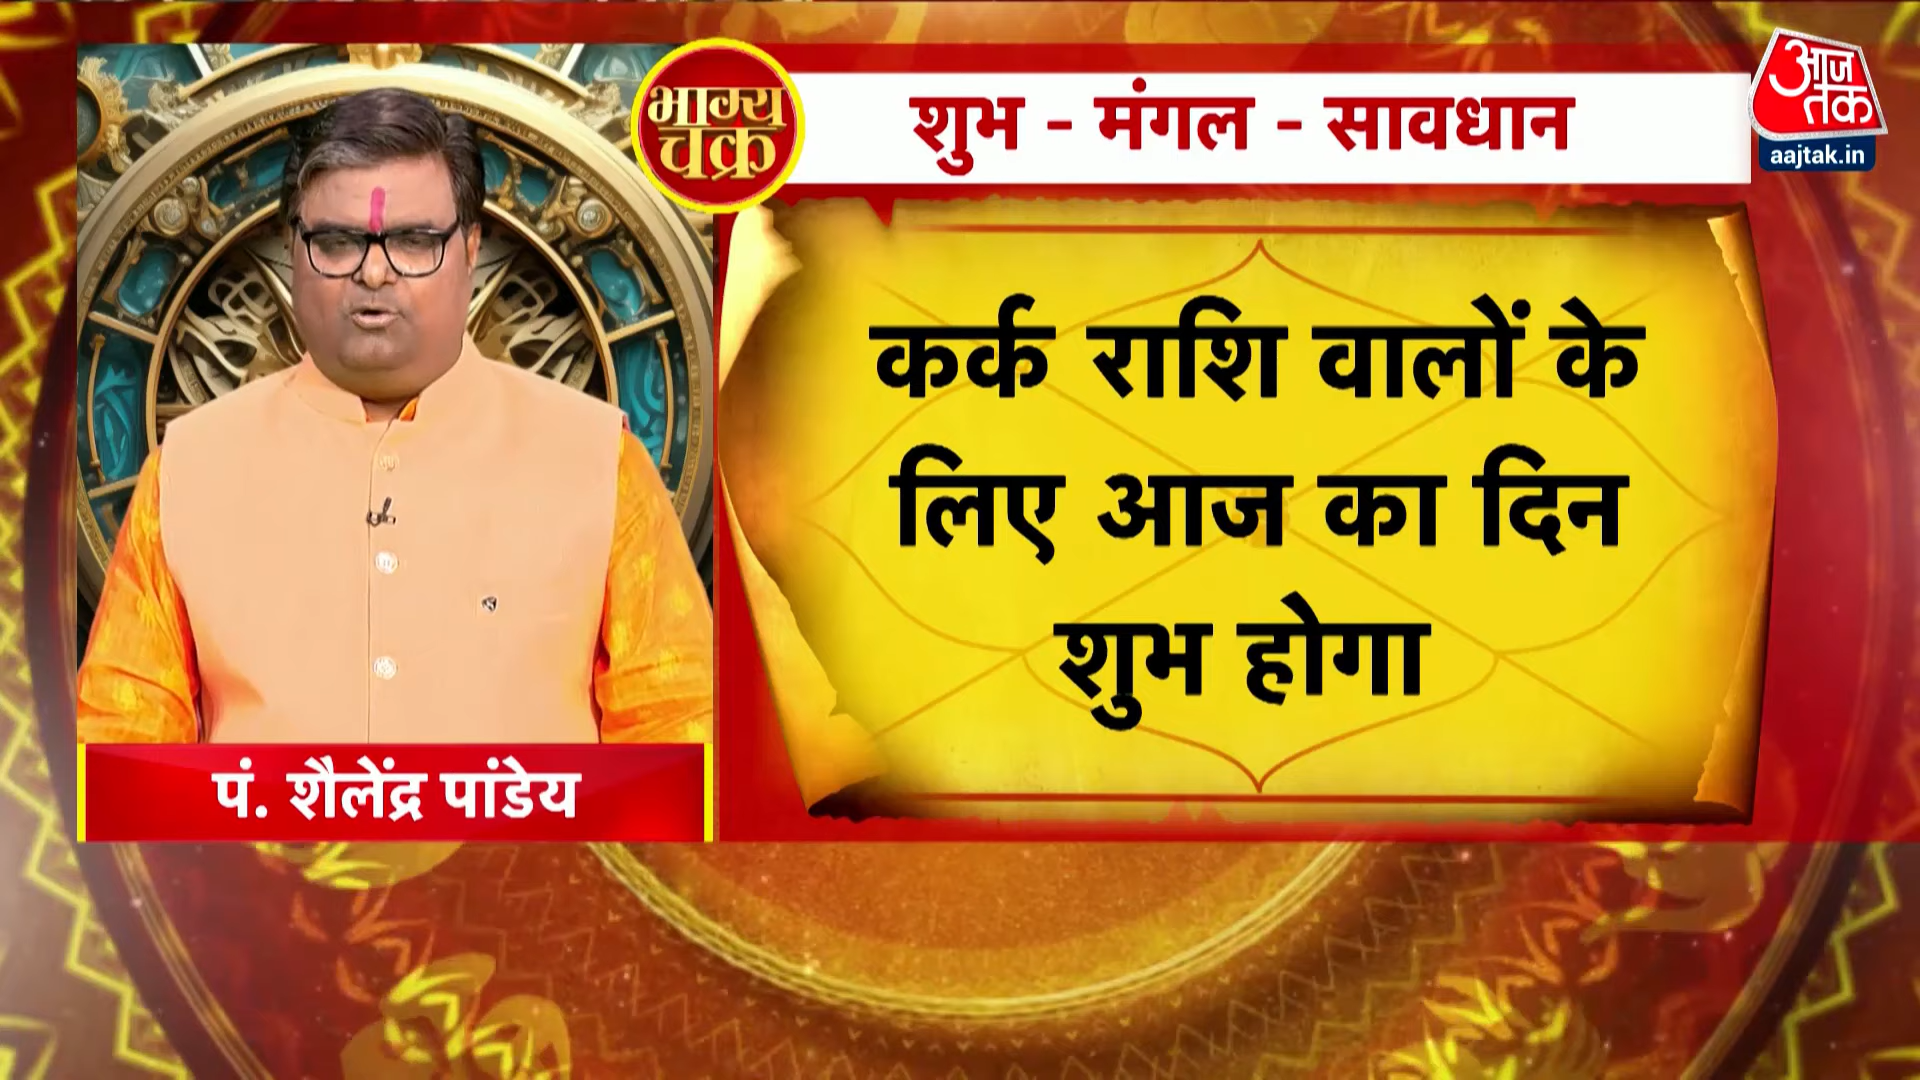 भाग्य
चक्र
शुभ - मंगल - सावधान
आज
तक
aajtak.in
कर्क राशि वालों के
लिए आज का दिन
शुभ होगा
पं. शैलेंद्र पांडेय